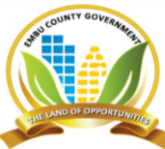 EMBU COUNTY GOVERNMENT
THE LAND OF OPPORTUNITIES